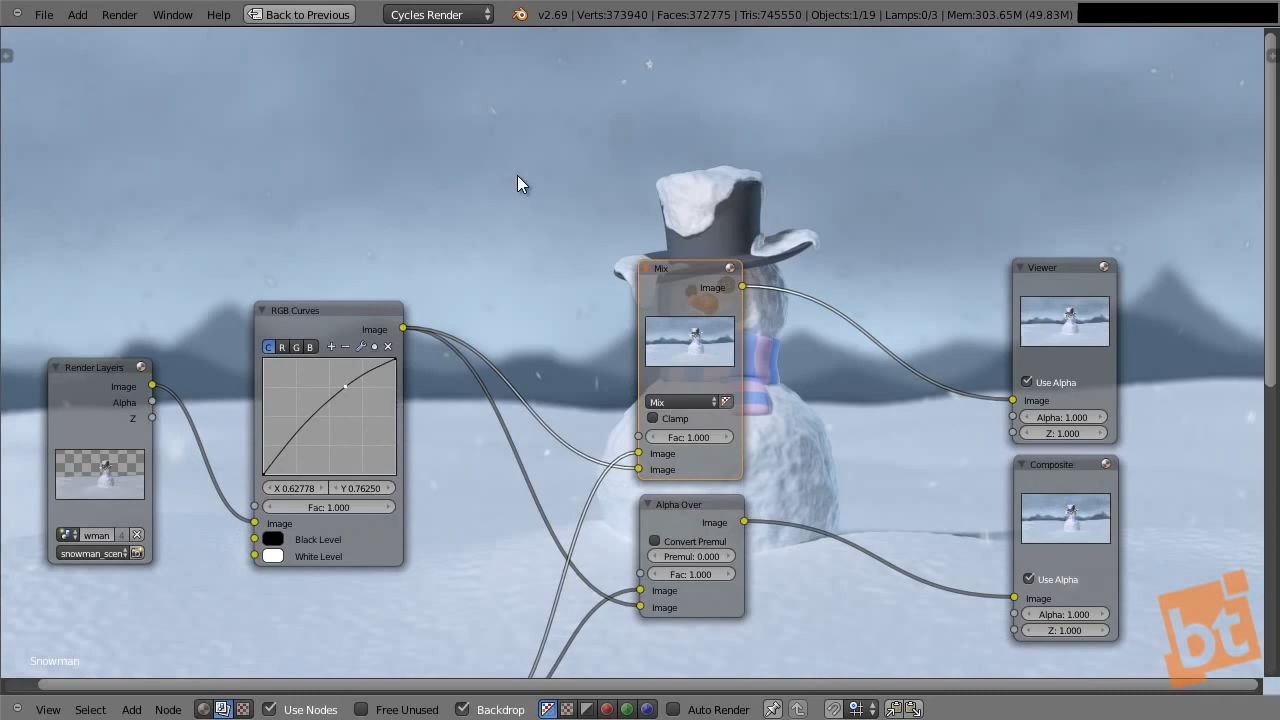 File Render Window Help Back to Previous Cycles Render v2.69 | Verts:373940 | Faces:372775 | Tris:745550 | Objects:1/19 | Lamps:0/3 | Mem:303.65M (49.83M)
Render Layers
Image
Alpha
Z
wman 4
snowman_scen
RGB Curves
Image
C R G B
X 0.62778 Y 0.76250
Fac: 1.000
Image
Black Level
White Level
Mix
Image
Mix
Clamp
Fac: 1.000
Image
Image
Alpha Over
Image
Convert Premul
Premul: 0.000
Fac: 1.000
Image
Image
Viewer
Use Alpha
Image
Alpha: 1.000
Z: 1.000
Composite
Use Alpha
Image
Alpha: 1.000
Z: 1.000
bt
Snowman
View Select Add Node Use Nodes Free Unused Backdrop Auto Render